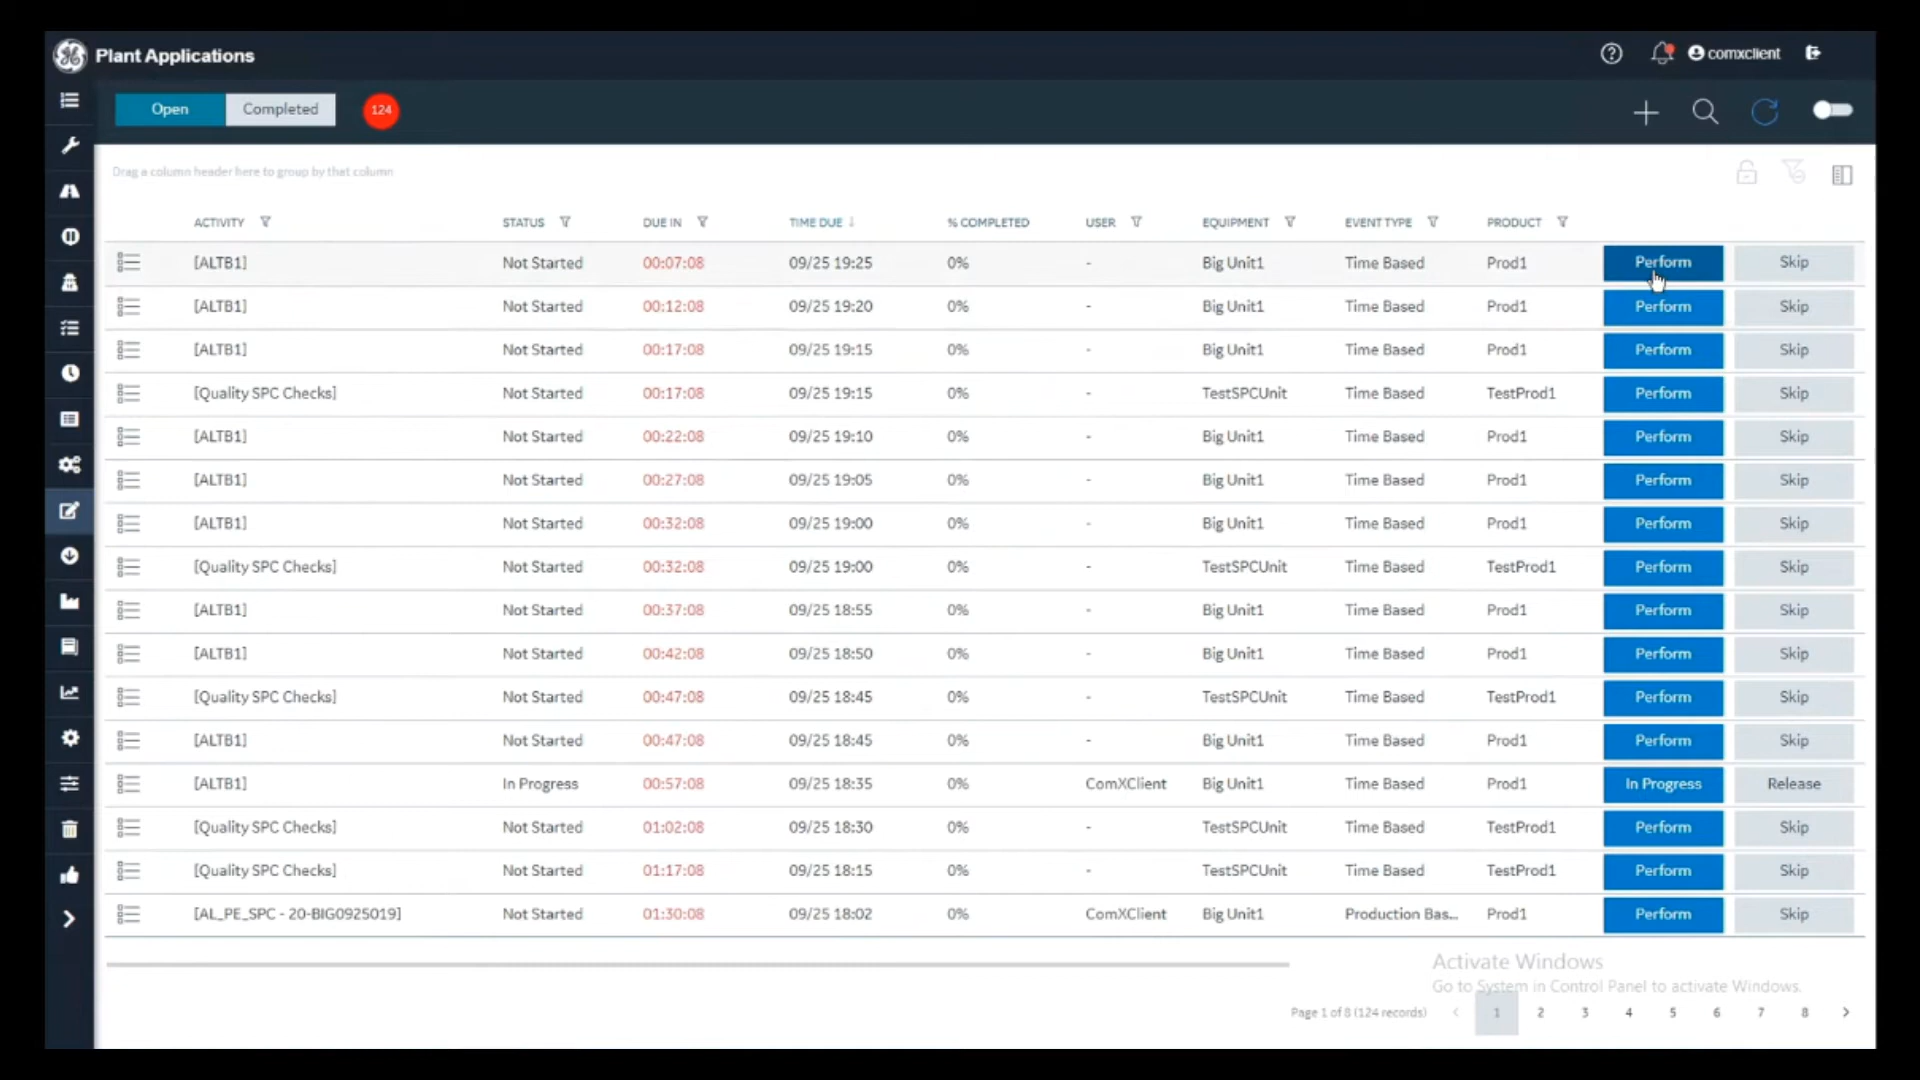 Plant Applications
comxclient
Open Completed 124
Drag a column header here to group by that column
ACTIVITY STATUS DUE IN TIME DUE % COMPLETED USER EQUIPMENT EVENT TYPE PRODUCT
[ALTB1] Not Started 00:07:08 09/25 19:25 0% - Big Unit1 Time Based Prod1 Perform Skip
[ALTB1] Not Started 00:12:08 09/25 19:20 0% - Big Unit1 Time Based Prod1 Perform Skip
[ALTB1] Not Started 00:17:08 09/25 19:15 0% - Big Unit1 Time Based Prod1 Perform Skip
[Quality SPC Checks] Not Started 00:17:08 09/25 19:15 0% - TestSPCUnit Time Based TestProd1 Perform Skip
[ALTB1] Not Started 00:22:08 09/25 19:10 0% - Big Unit1 Time Based Prod1 Perform Skip
[ALTB1] Not Started 00:27:08 09/25 19:05 0% - Big Unit1 Time Based Prod1 Perform Skip
[ALTB1] Not Started 00:32:08 09/25 19:00 0% - Big Unit1 Time Based Prod1 Perform Skip
[Quality SPC Checks] Not Started 00:32:08 09/25 19:00 0% - TestSPCUnit Time Based TestProd1 Perform Skip
[ALTB1] Not Started 00:37:08 09/25 18:55 0% - Big Unit1 Time Based Prod1 Perform Skip
[ALTB1] Not Started 00:42:08 09/25 18:50 0% - Big Unit1 Time Based Prod1 Perform Skip
[Quality SPC Checks] Not Started 00:47:08 09/25 18:45 0% - TestSPCUnit Time Based TestProd1 Perform Skip
[ALTB1] Not Started 00:47:08 09/25 18:45 0% - Big Unit1 Time Based Prod1 Perform Skip
[ALTB1] In Progress 00:57:08 09/25 18:35 0% ComXClient Big Unit1 Time Based Prod1 In Progress Release
[Quality SPC Checks] Not Started 01:02:08 09/25 18:30 0% - TestSPCUnit Time Based TestProd1 Perform Skip
[Quality SPC Checks] Not Started 01:17:08 09/25 18:15 0% - TestSPCUnit Time Based TestProd1 Perform Skip
[AL_PE_SPC - 20-BIG0925019] Not Started 01:30:08 09/25 18:02 0% ComXClient Big Unit1 Production Bas... Prod1 Perform Skip
Activate Windows
Go to System in Control Panel to activate Windows.
Page 1 of 8 (124 records) < 1 2 3 4 5 6 7 8 >